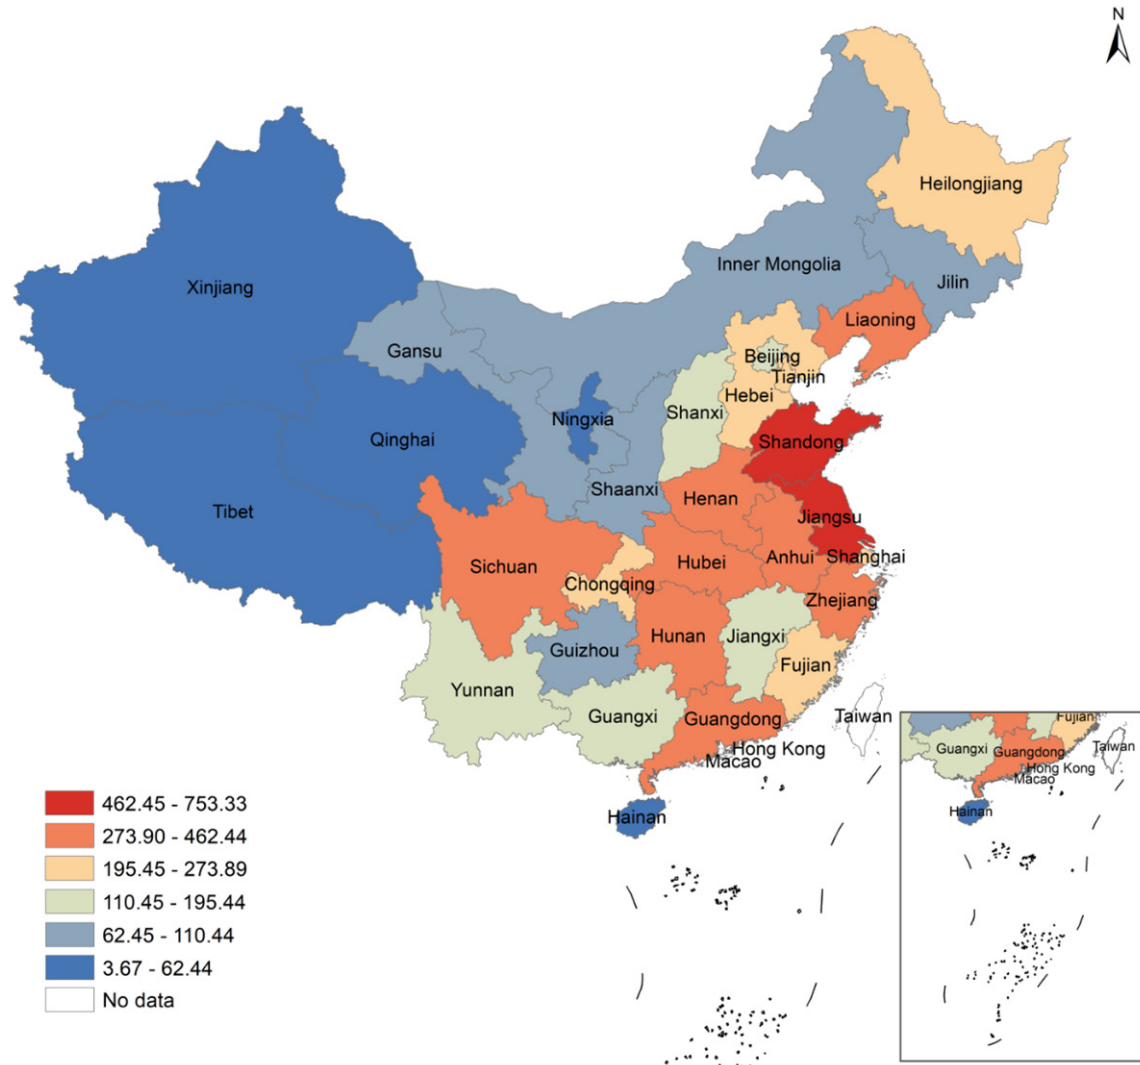 N
Heilongjiang
Inner Mongolia
Jilin
Xinjiang
Liaoning
Gansu
Beijing
Tianjin
Hebei
Shanxi
Ningxia
Qinghai
Shandong
Shaanxi
Henan
Tibet
Jiangsu
Sichuan
Hubei
Anhui
Shanghai
Chongqing
Zhejiang
Hunan
Jiangxi
Guizhou
Fujian
Yunnan
Guangxi
Guangdong
Taiwan
Hong Kong
Macao
Hainan
Fujian
Guangxi
Guangdong
Taiwan
Hong Kong
Macao
Hainan
462.45 - 753.33
273.90 - 462.44
195.45 - 273.89
110.45 - 195.44
62.45 - 110.44
3.67 - 62.44
No data